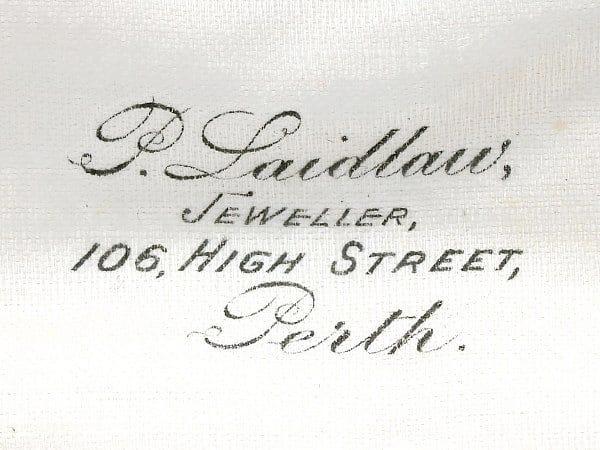 P. Laidlaw,
JEWELLER,
106, HIGH STREET,
Perth.